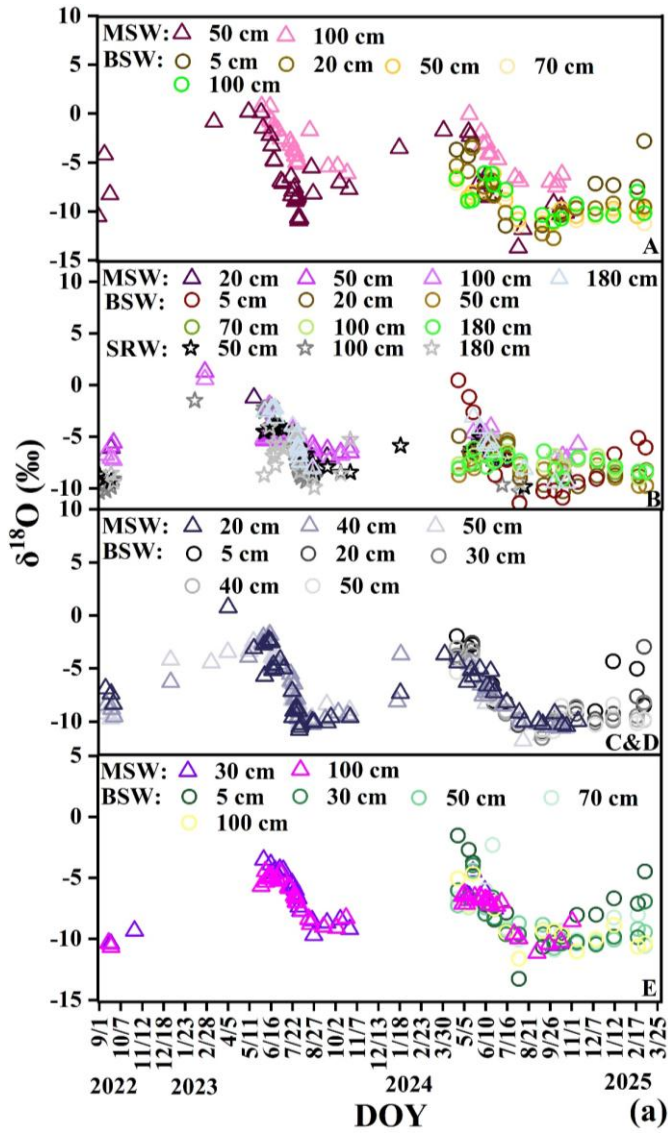 10
MSW: 50 cm 100 cm
BSW: 5 cm 20 cm 50 cm 70 cm
100 cm
5
0
-5
-10
-15
A
10
MSW: 20 cm 50 cm 100 cm 180 cm
BSW: 5 cm 20 cm 50 cm
70 cm 100 cm 180 cm
SRW: 50 cm 100 cm 180 cm
5
0
-5
-10
B
10
MSW: 20 cm 40 cm 50 cm
BSW: 5 cm 20 cm 30 cm
40 cm 50 cm
5
0
-5
-10
C&D
5
MSW: 30 cm 100 cm
BSW: 5 cm 30 cm 50 cm 70 cm
100 cm
0
-5
-10
-15
E
δ¹⁸O (‰)
9/1 10/7 11/12 12/18 1/23 2/28 4/5 5/11 6/16 7/22 8/27 10/2 11/7 12/13 1/18 2/23 3/30 5/5 6/10 7/16 8/21 9/26 11/1 12/7 1/12 2/17 3/25
2022 2023 2024 2025
DOY
(a)